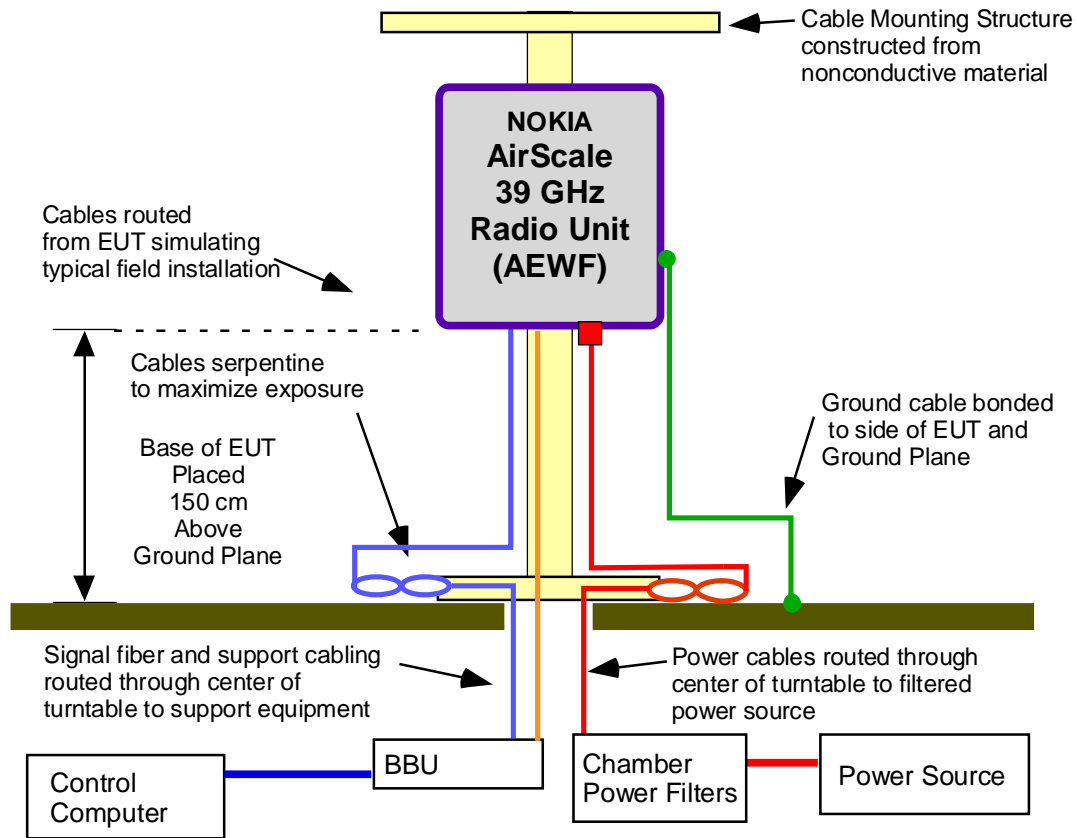 Cable Mounting Structure
constructed from
nonconductive material
NOKIA
AirScale
39 GHz
Radio Unit
(AEWF)
Cables routed
from EUT simulating
typical field installation
Cables serpentine
to maximize exposure
Base of EUT
Placed
150 cm
Above
Ground Plane
Ground cable bonded
to side of EUT and
Ground Plane
Signal fiber and support cabling
routed through center of
turntable to support equipment
Power cables routed through
center of turntable to filtered
power source
Control
Computer
BBU
Chamber
Power Filters
Power Source